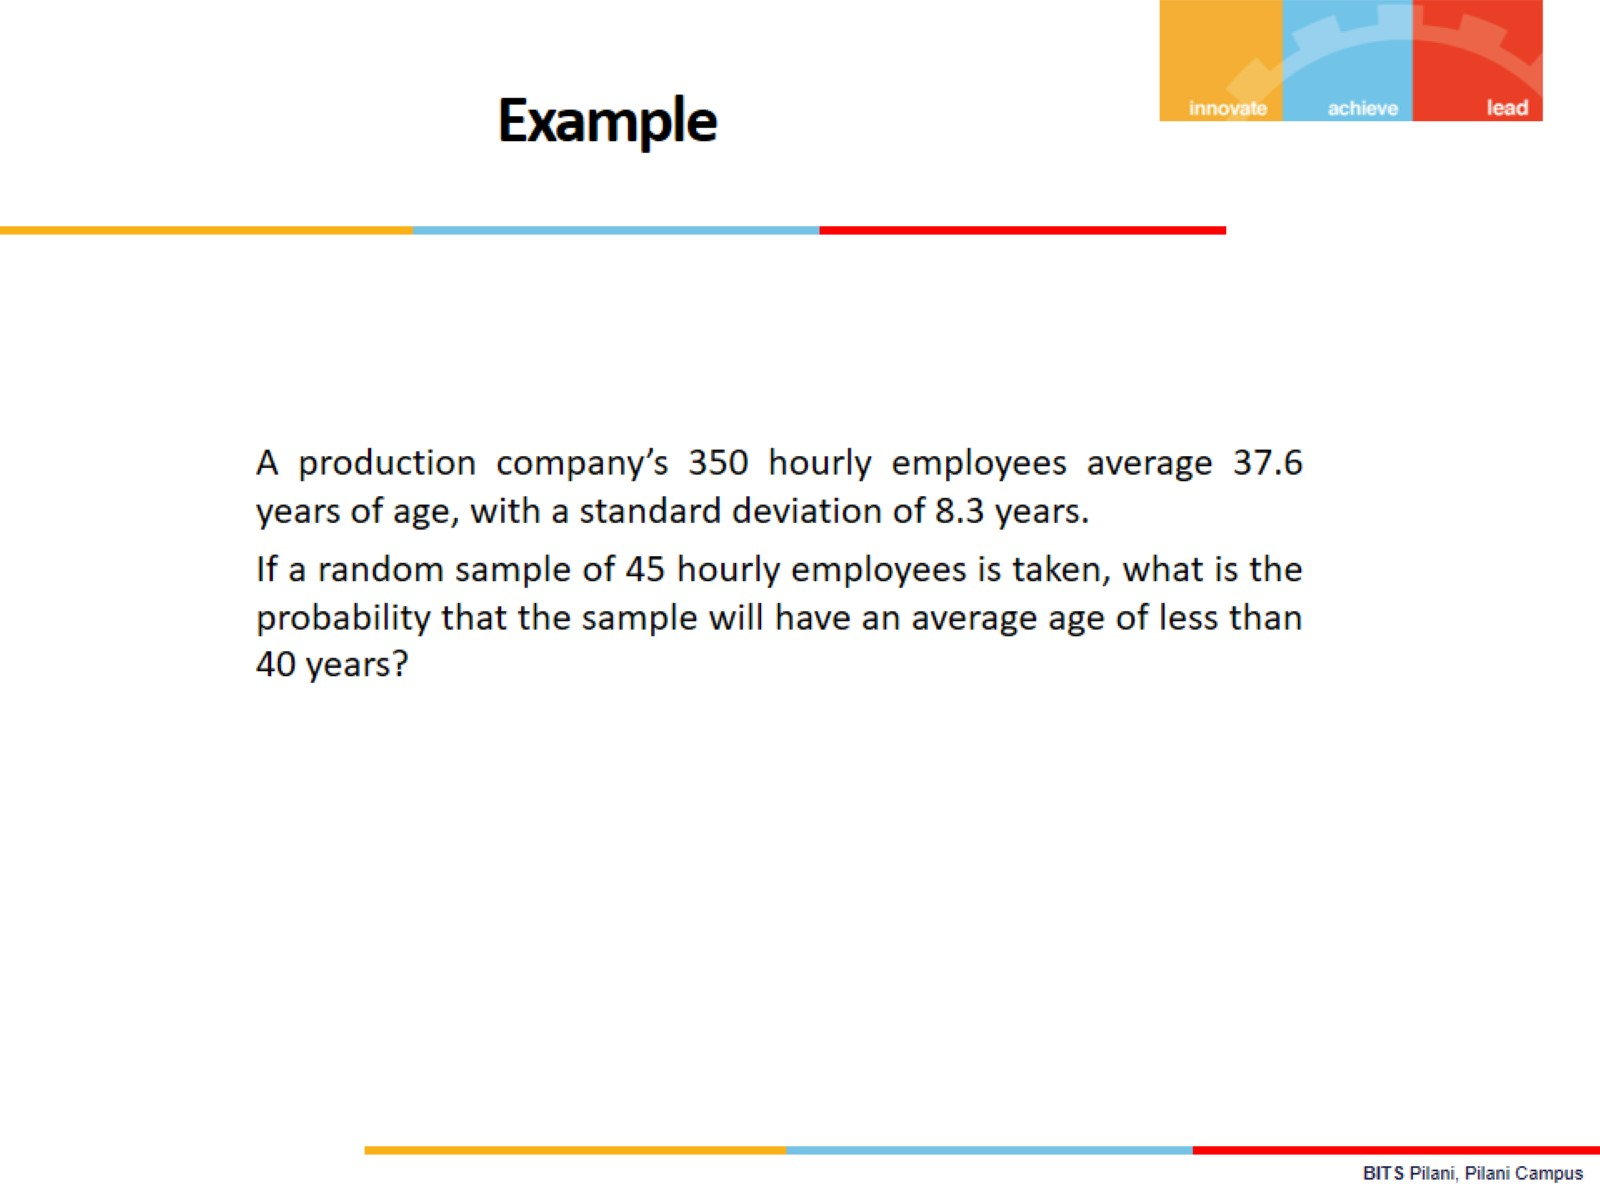 innovate achieve lead
Example
A production company’s 350 hourly employees average 37.6
years of age, with a standard deviation of 8.3 years.
If a random sample of 45 hourly employees is taken, what is the
probability that the sample will have an average age of less than
40 years?
BITS Pilani, Pilani Campus